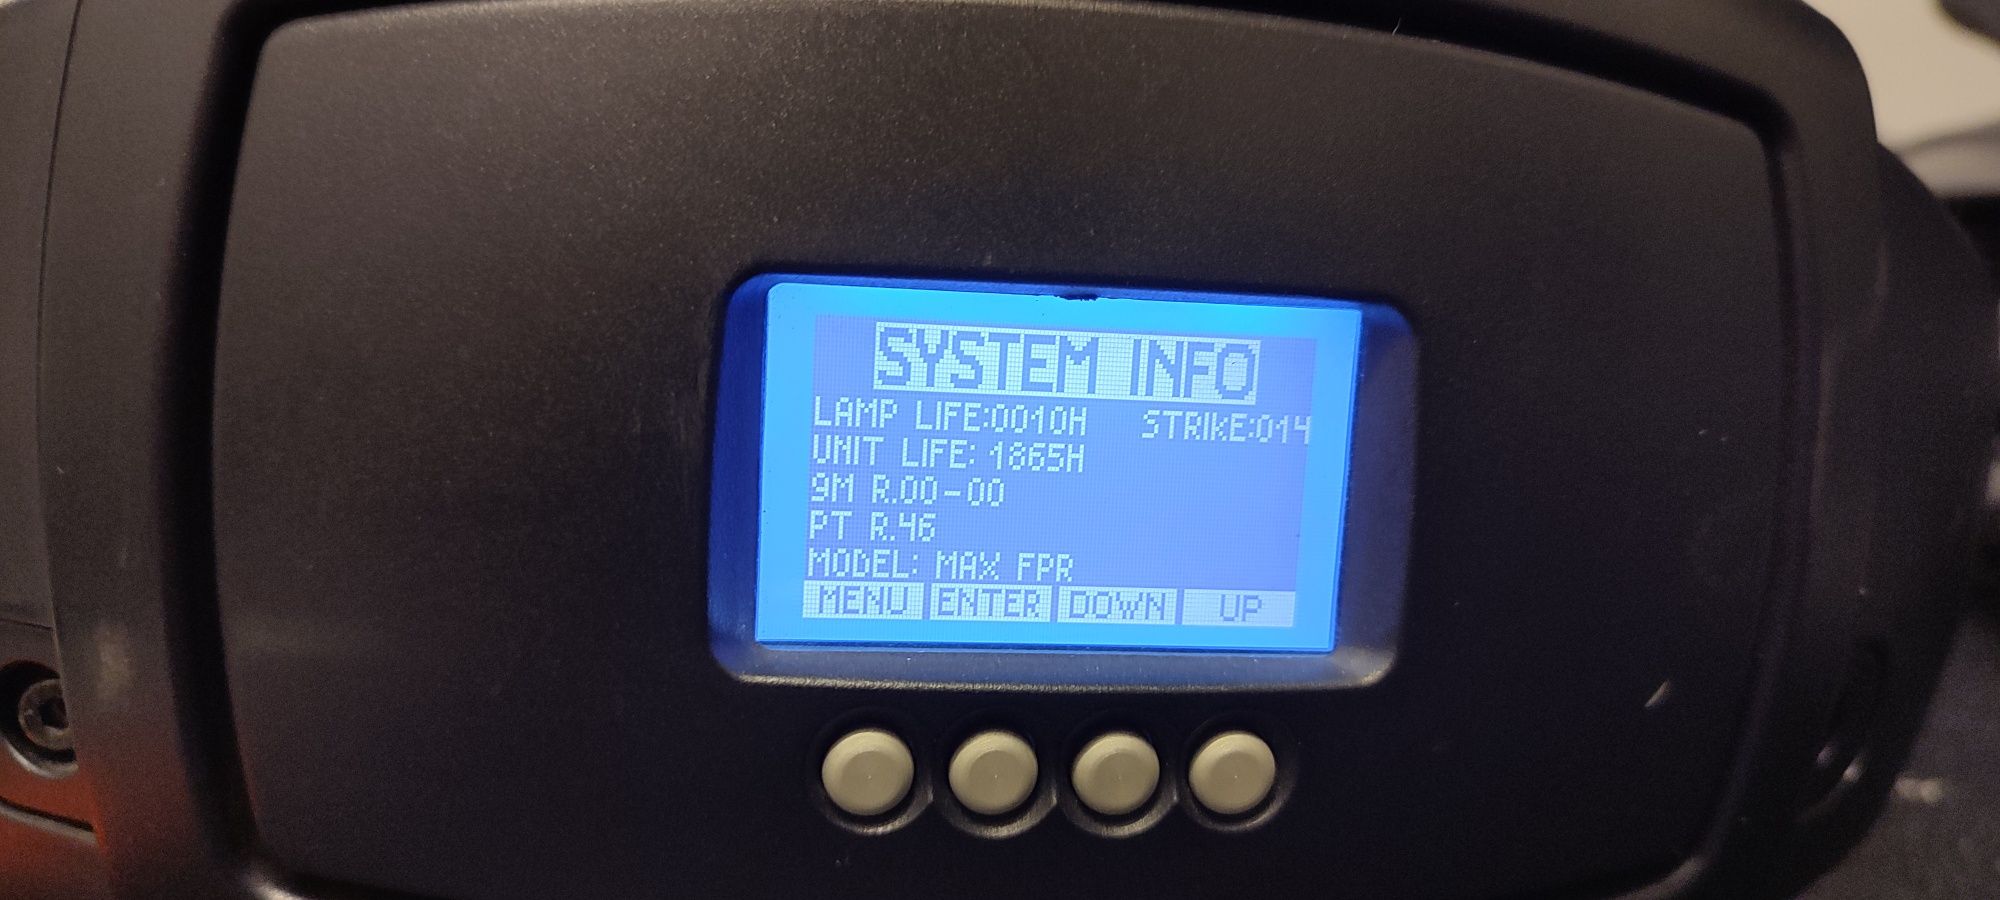 SYSTEM INFO
LAMP LIFE:0010H STRIKE:014
UNIT LIFE: 1865H
9M R.00-00
PT R.46
MODEL: MAX FPR
MENU ENTER DOWN UP